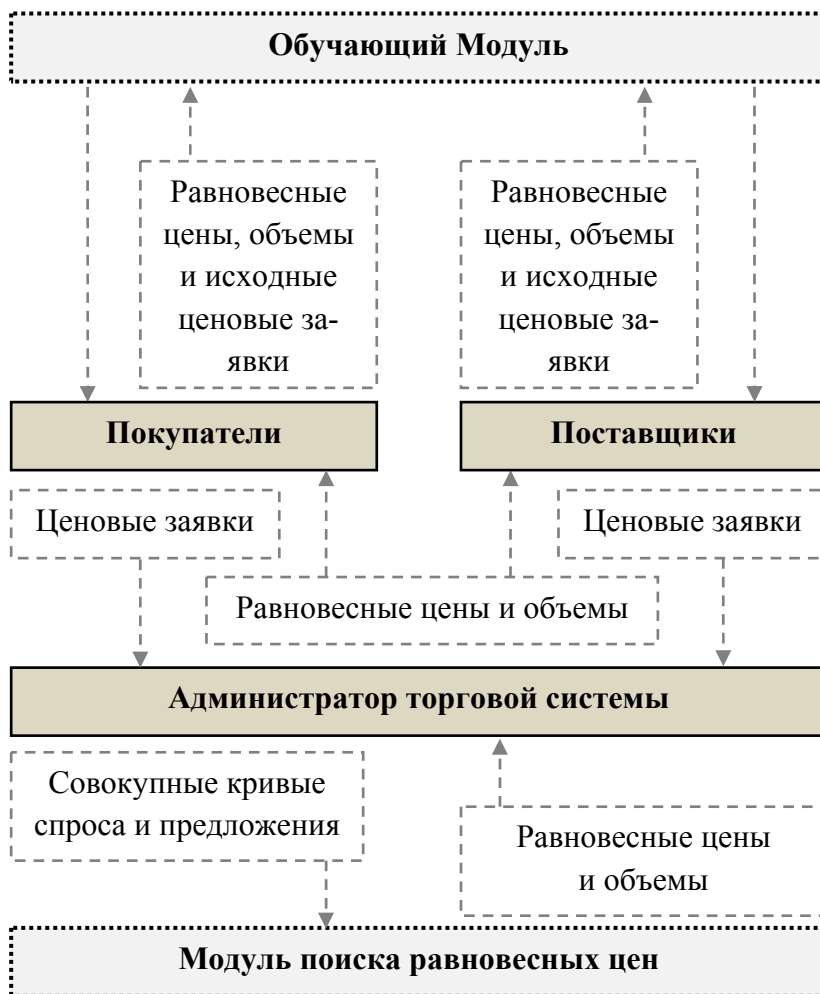 Обучающий Модуль
Равновесные
цены, объемы
и исходные
ценовые за-
явки
Равновесные
цены, объемы
и исходные
ценовые за-
явки
Покупатели
Поставщики
Ценовые заявки
Ценовые заявки
Равновесные цены и объемы
Администратор торговой системы
Совокупные кривые
спроса и предложения
Равновесные цены
и объемы
Модуль поиска равновесных цен